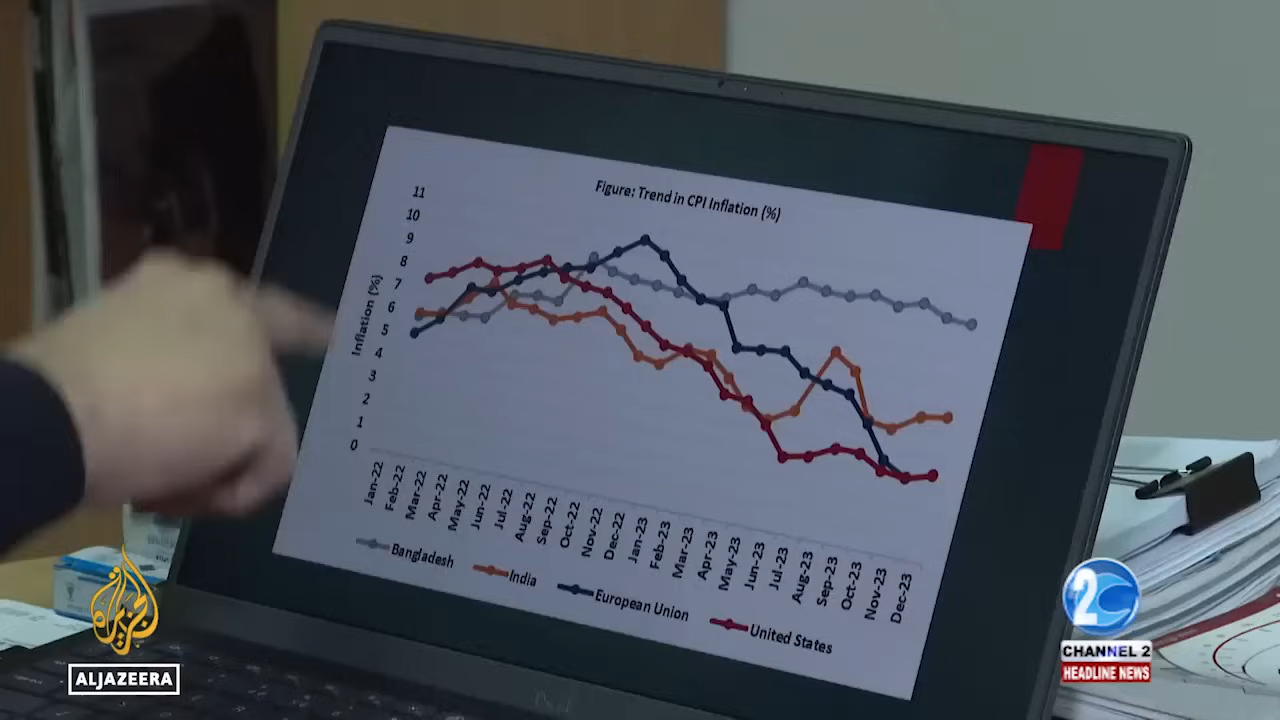 Figure: Trend in CPI Inflation (%)
11
10
9
8
7
6
5
4
3
2
1
0
Inflation (%)
Jan-22
Feb-22
Mar-22
Apr-22
May-22
Jun-22
Jul-22
Aug-22
Sep-22
Oct-22
Nov-22
Dec-22
Jan-23
Feb-23
Mar-23
Apr-23
May-23
Jun-23
Jul-23
Aug-23
Sep-23
Oct-23
Nov-23
Dec-23
Bangladesh
India
European Union
United States
الجزيرة
ALJAZEERA
2
CHANNEL 2
HEADLINE NEWS